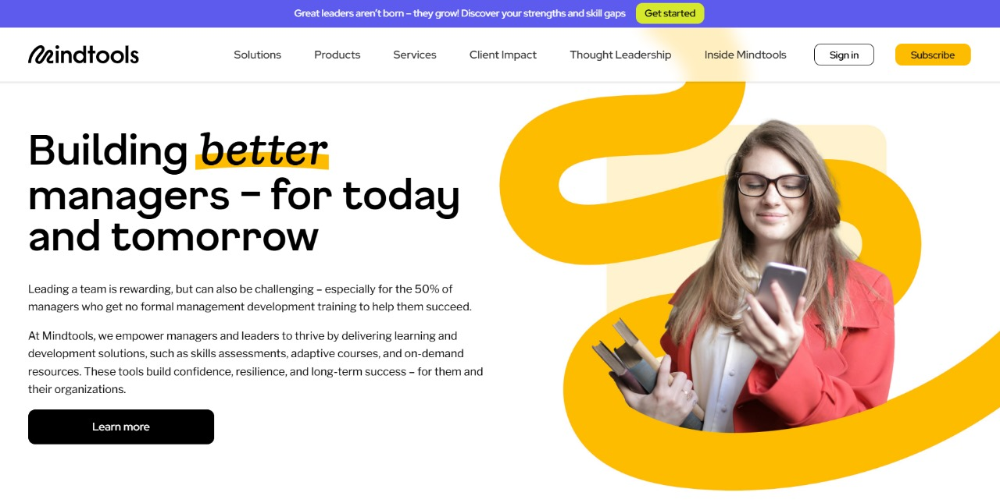 Great leaders aren't born – they grow! Discover your strengths and skill gaps Get started
Mindtools Solutions Products Services Client Impact Thought Leadership Inside Mindtools Sign in Subscribe
Building better
managers – for today
and tomorrow
Leading a team is rewarding, but can also be challenging – especially for the 50% of
managers who get no formal management development training to help them succeed.
At Mindtools, we empower managers and leaders to thrive by delivering learning and
development solutions, such as skills assessments, adaptive courses, and on-demand
resources. These tools build confidence, resilience, and long-term success – for them and
their organizations.
Learn more